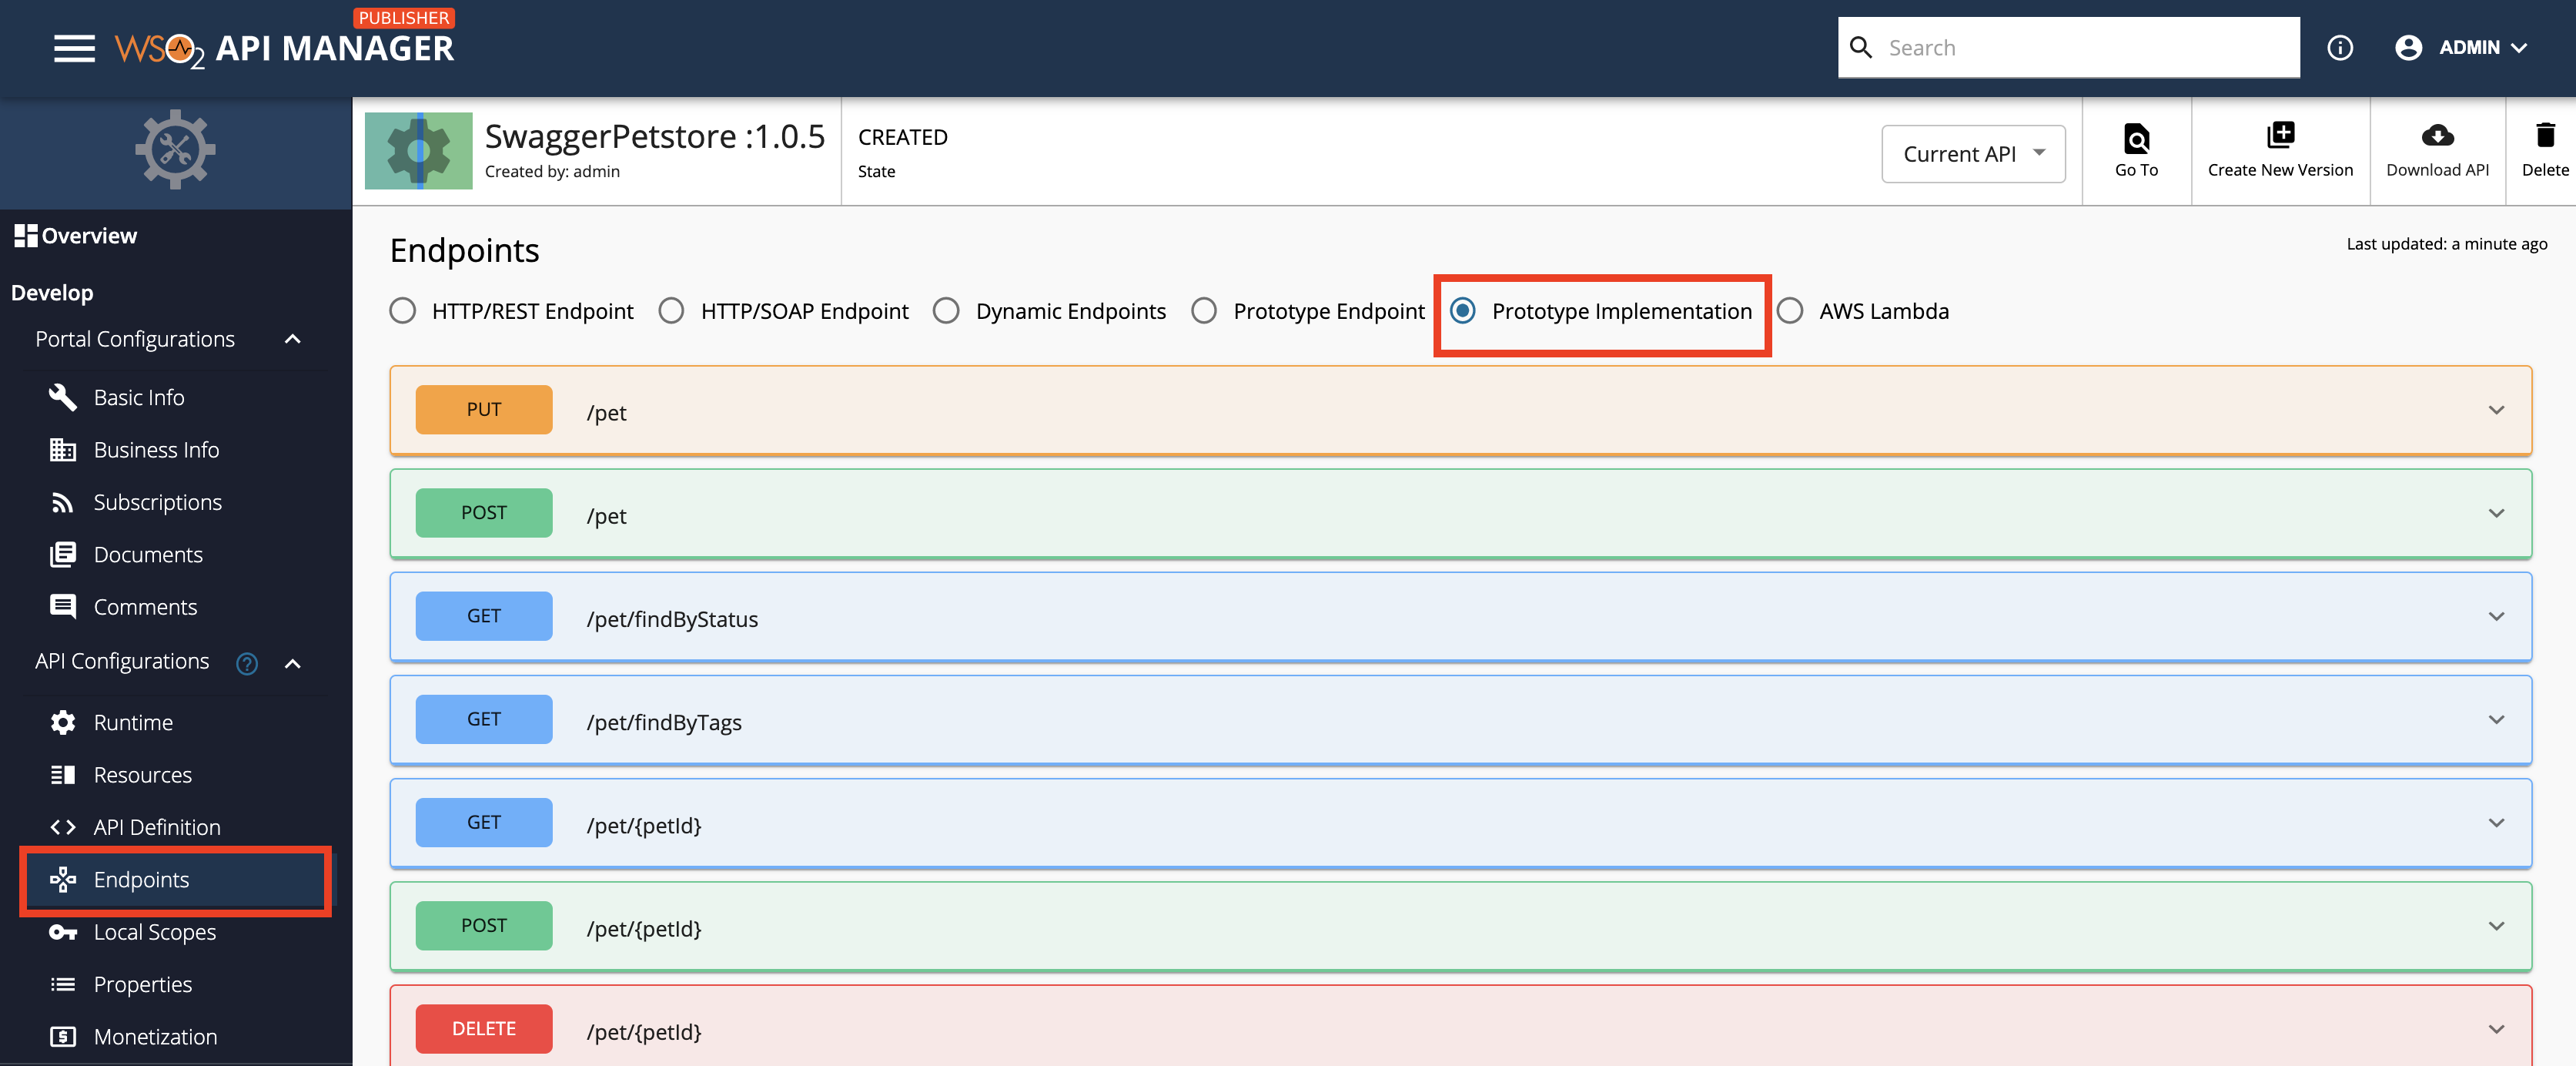 PUBLISHER
WSO2 API MANAGER
Search
ADMIN
SwaggerPetstore :1.0.5
Created by: admin
CREATED
State
Current API
Go To
Create New Version
Download API
Delete
Overview
Develop
Portal Configurations
Basic Info
Business Info
Subscriptions
Documents
Comments
API Configurations
Runtime
Resources
API Definition
Endpoints
Local Scopes
Properties
Monetization
Endpoints
Last updated: a minute ago
HTTP/REST Endpoint
HTTP/SOAP Endpoint
Dynamic Endpoints
Prototype Endpoint
Prototype Implementation
AWS Lambda
PUT /pet
POST /pet
GET /pet/findByStatus
GET /pet/findByTags
GET /pet/{petId}
POST /pet/{petId}
DELETE /pet/{petId}